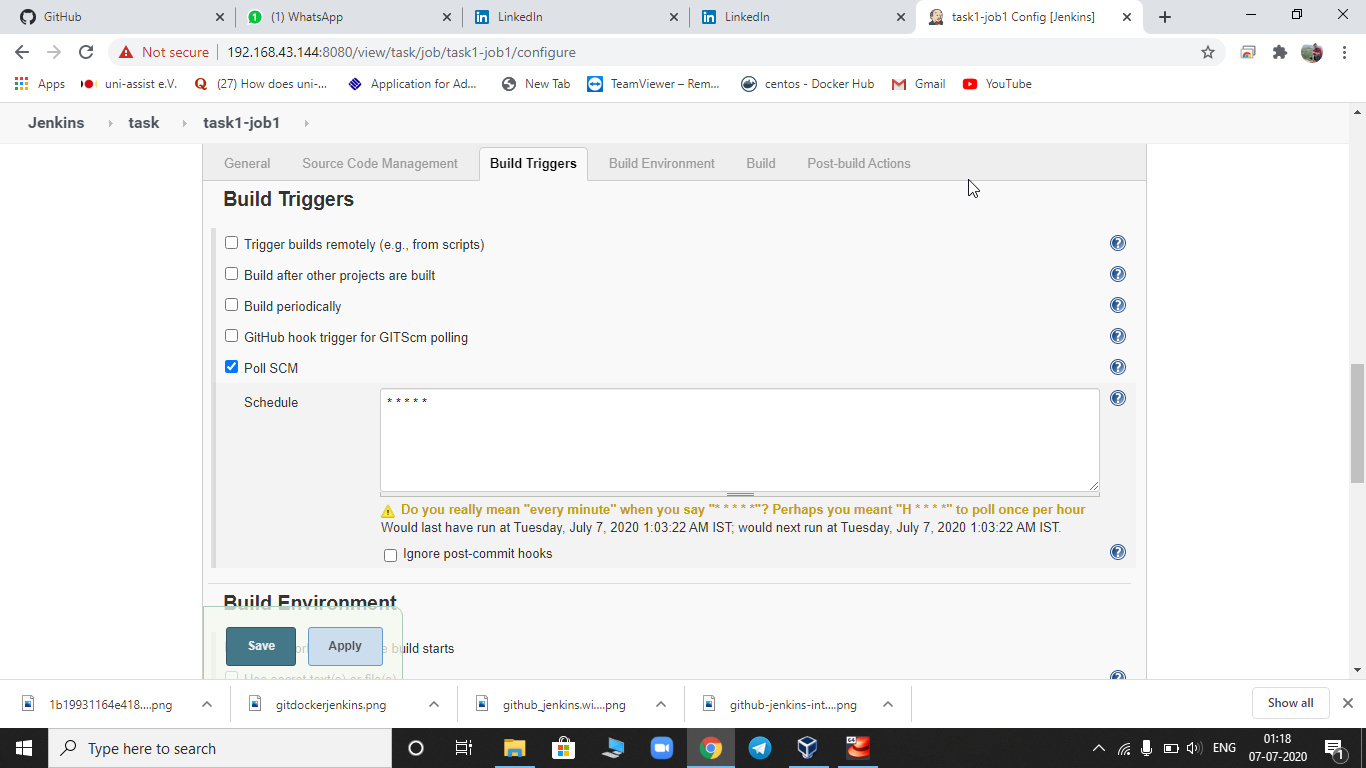 GitHub
(1) WhatsApp
LinkedIn
LinkedIn
task1-job1 Config [Jenkins]
Not secure
192.168.43.144:8080/view/task/job/task1-job1/configure
Apps
uni-assist e.V.
(27) How does uni-...
Application for Ad...
New Tab
TeamViewer – Rem...
centos - Docker Hub
Gmail
YouTube
Jenkins
task
task1-job1
General
Source Code Management
Build Triggers
Build Environment
Build
Post-build Actions
Build Triggers
Trigger builds remotely (e.g., from scripts)
Build after other projects are built
Build periodically
GitHub hook trigger for GITScm polling
Poll SCM
Schedule
* * * * *
Do you really mean "every minute" when you say "* * * * *"? Perhaps you meant "H * * * *" to poll once per hour
Would last have run at Tuesday, July 7, 2020 1:03:22 AM IST; would next run at Tuesday, July 7, 2020 1:03:22 AM IST.
Ignore post-commit hooks
Build Environment
build starts
Use secret text(s) or file(s)
Save
Apply
1b19931164e418....png
gitdockerjenkins.png
github_jenkins.wi....png
github-jenkins-int....png
Show all
Type here to search
64
ENG
01:18
07-07-2020
1